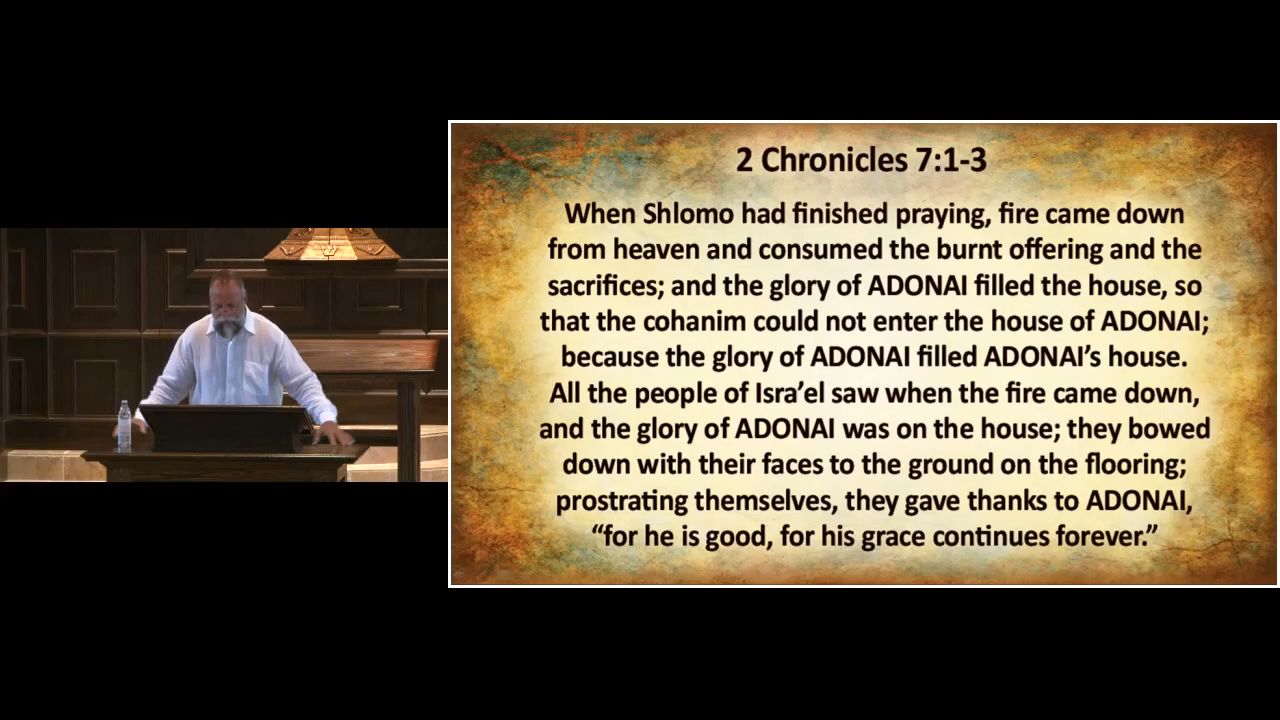 2 Chronicles 7:1-3
When Shlomo had finished praying, fire came down
from heaven and consumed the burnt offering and the
sacrifices; and the glory of ADONAI filled the house, so
that the cohanim could not enter the house of ADONAI;
because the glory of ADONAI filled ADONAI’s house.
All the people of Isra’el saw when the fire came down,
and the glory of ADONAI was on the house; they bowed
down with their faces to the ground on the flooring;
prostrating themselves, they gave thanks to ADONAI,
“for he is good, for his grace continues forever.”